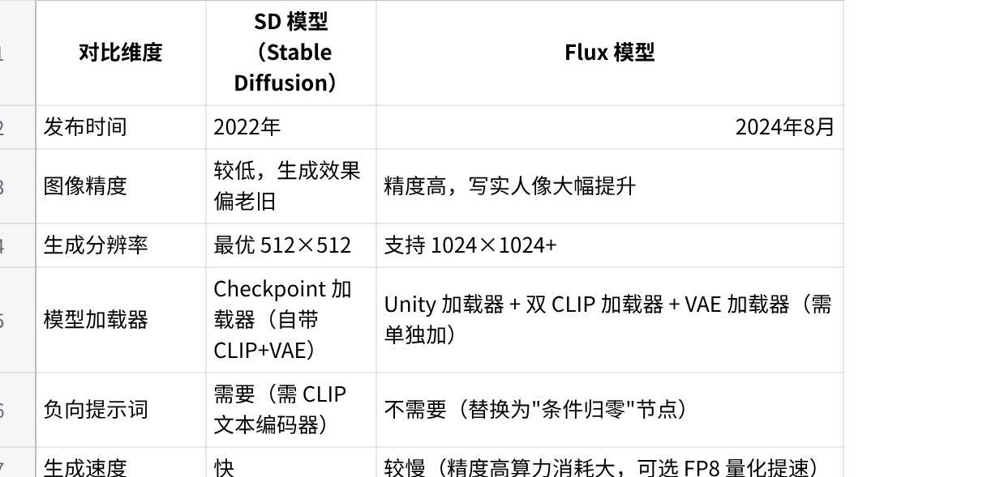 对比维度
SD 模型
（Stable
Diffusion）
Flux 模型
2
发布时间
2022年
2024年8月
图像精度
较低，生成效果
偏老旧
精度高，写实人像大幅提升
生成分辨率
最优 512×512
支持 1024×1024+
模型加载器
Checkpoint 加
载器（自带
CLIP+VAE）
Unity 加载器 + 双 CLIP 加载器 + VAE 加载器（需
单独加）
负向提示词
需要（需 CLIP
文本编码器）
不需要（替换为"条件归零"节点）
生成速度
快
较慢（精度高算力消耗大，可选 FP8 量化提速）